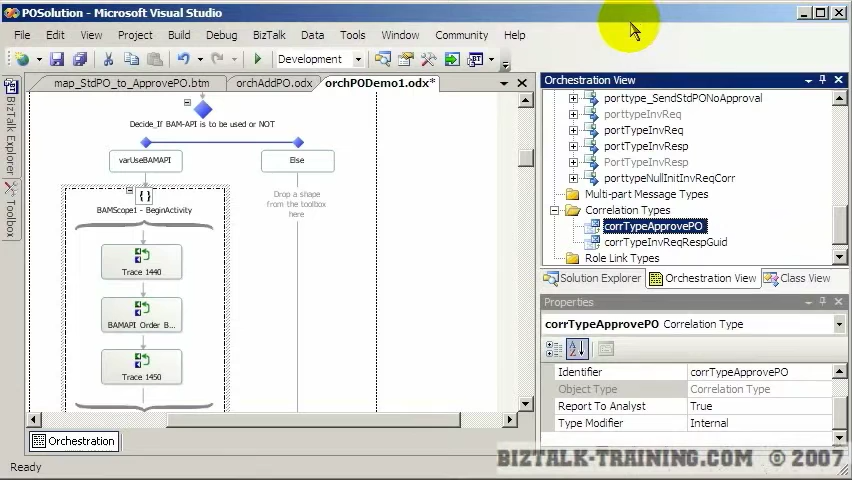 POSolution - Microsoft Visual Studio
File Edit View Project Build Debug BizTalk Data Tools Window Community Help
Development
map_StdPO_to_ApprovePO.btm orchAddPO.odx orchPODemo1.odx*
BizTalk Explorer
Toolbox
Decide_If BAM-API is to be used or NOT
varUseBAMAPI
Else
Drop a shape
from the toolbox
here
{ }
BAMScope1 - BeginActivity
Trace 1440
BAMAPI Order B...
Trace 1450
Orchestration
Ready
Orchestration View
porttype_SendStdPONoApproval
porttypeInvReq
portTypeInvReq
portTypeInvResp
PortTypeInvResp
porttypeNullInitInvReqCorr
Multi-part Message Types
Correlation Types
corrTypeApprovePO
corrTypeInvReqRespGuid
Role Link Types
Solution Explorer Orchestration View Class View
Properties
corrTypeApprovePO Correlation Type
Identifier corrTypeApprovePO
Object Type Correlation Type
Report To Analyst True
Type Modifier Internal
BIZTALK-TRAINING.COM © 2007